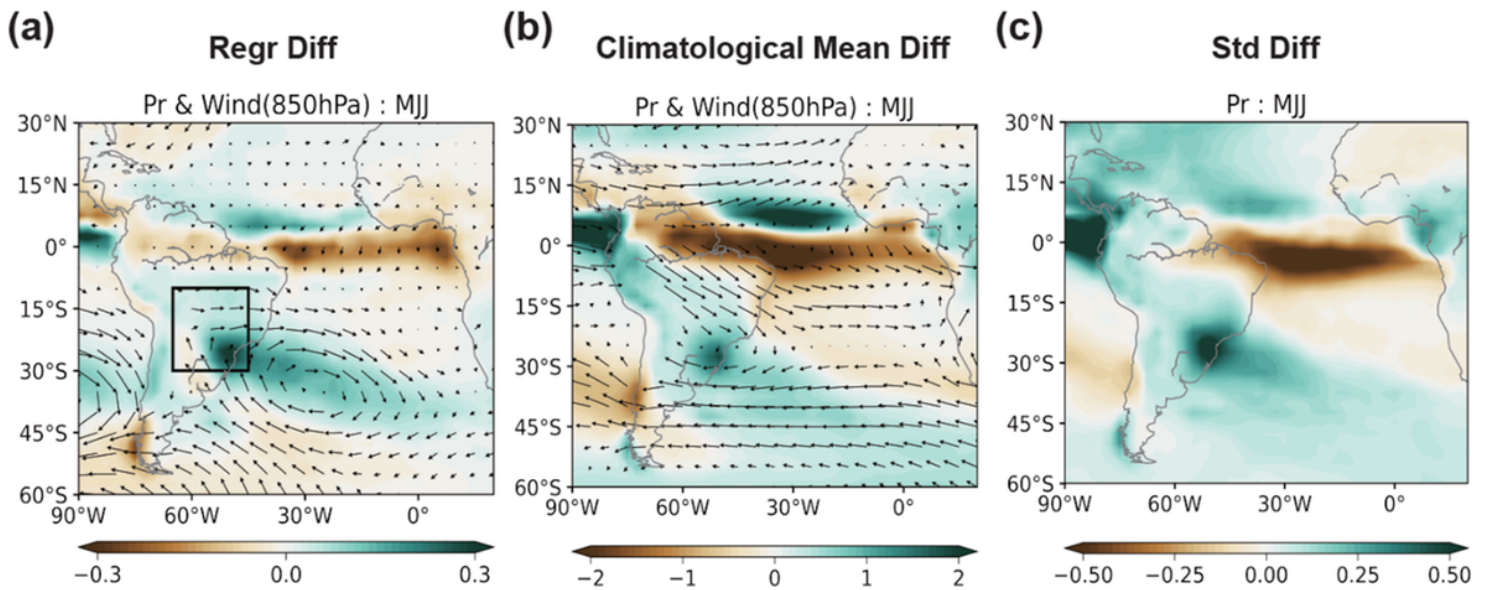 (a)
Regr Diff
Pr & Wind(850hPa) : MJJ
30°N
15°N
0°
15°S
30°S
45°S
60°S
90°W 60°W 30°W 0°
−0.3 0.0 0.3
(b)
Climatological Mean Diff
Pr & Wind(850hPa) : MJJ
30°N
15°N
0°
15°S
30°S
45°S
60°S
90°W 60°W 30°W 0°
−2 −1 0 1 2
(c)
Std Diff
Pr : MJJ
30°N
15°N
0°
15°S
30°S
45°S
60°S
90°W 60°W 30°W 0°
−0.50 −0.25 0.00 0.25 0.50